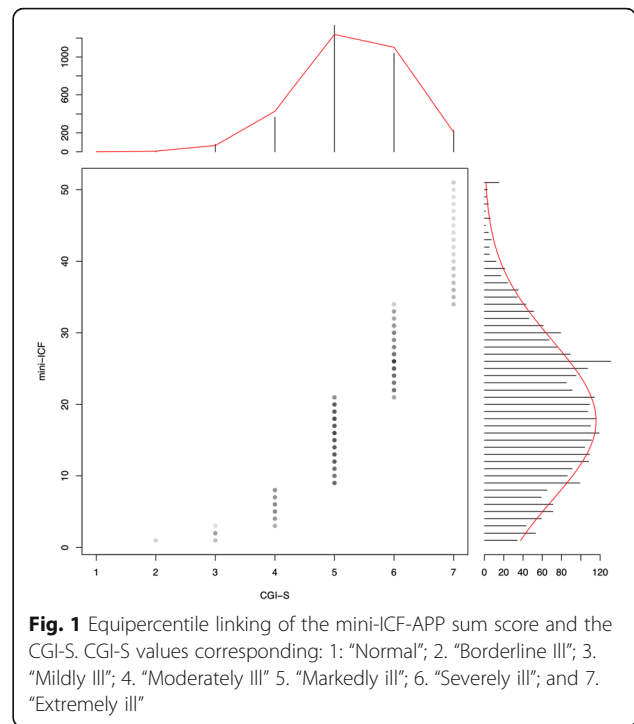 1000
600
200
0
50
40
30
20
10
0
mini-ICF
1 2 3 4 5 6 7
CGI-S
0 20 40 60 80 100 120
Fig. 1 Equipercentile linking of the mini-ICF-APP sum score and the
CGI-S. CGI-S values corresponding: 1: “Normal”; 2. “Borderline Ill”; 3.
“Mildly Ill”; 4. “Moderately Ill” 5. “Markedly ill”; 6. “Severely ill”; and 7.
“Extremely ill”